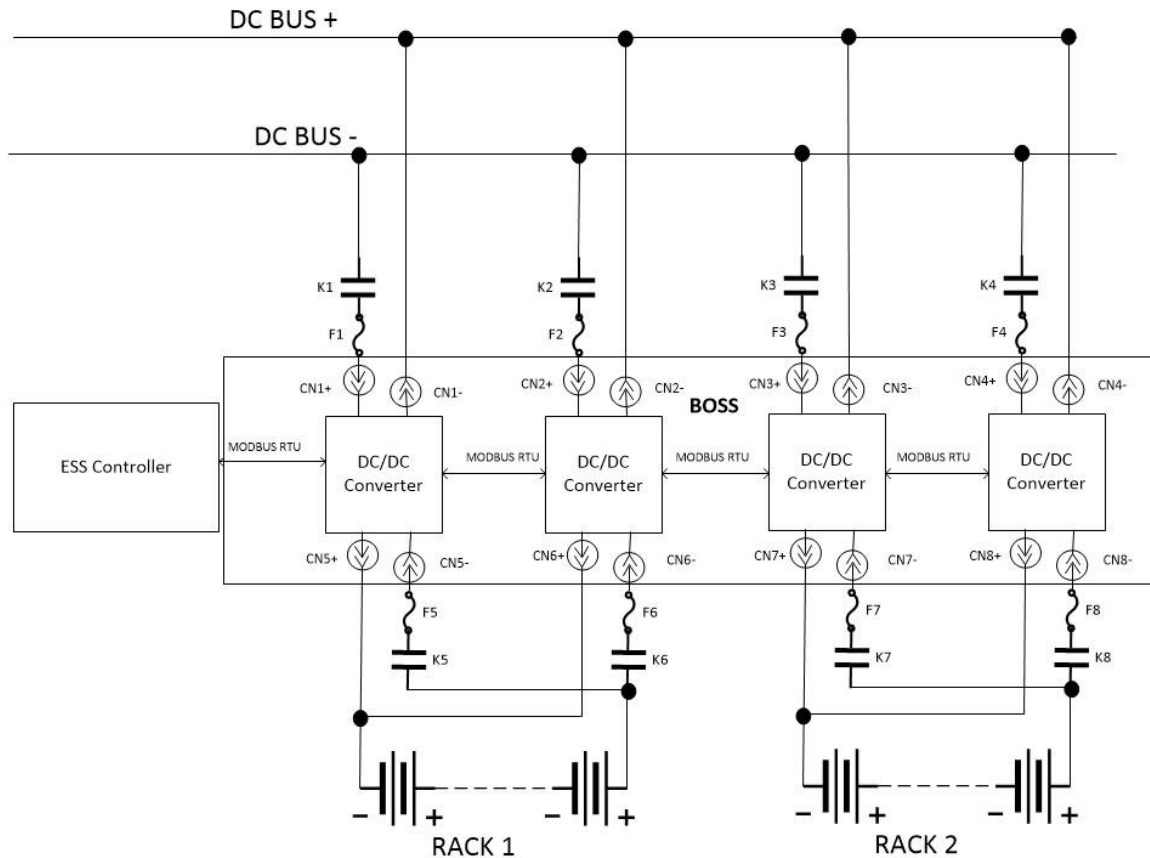 DC BUS +
DC BUS -
K1
K2
K3
K4
F1
F2
F3
F4
CN1+
CN1-
CN2+
CN2-
CN3+
CN3-
CN4+
CN4-
BOSS
ESS Controller
MODBUS RTU
DC/DC
Converter
MODBUS RTU
DC/DC
Converter
MODBUS RTU
DC/DC
Converter
MODBUS RTU
DC/DC
Converter
CN5+
CN5-
CN6+
CN6-
CN7+
CN7-
CN8+
CN8-
F5
F6
F7
F8
K5
K6
K7
K8
- +
- +
- +
- +
RACK 1
RACK 2